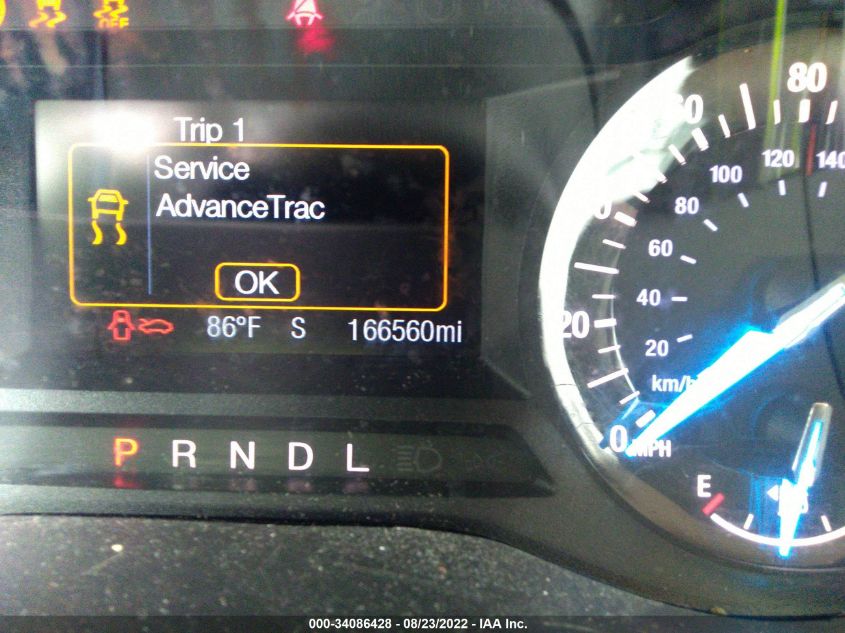 OFF
Trip 1
Service
AdvanceTrac
OK
86°F S 166560mi
P R N D L
0 20 80
20 40 60 80 100 120 140
km/h
MPH
E
000-34086428 - 08/23/2022 - IAA Inc.